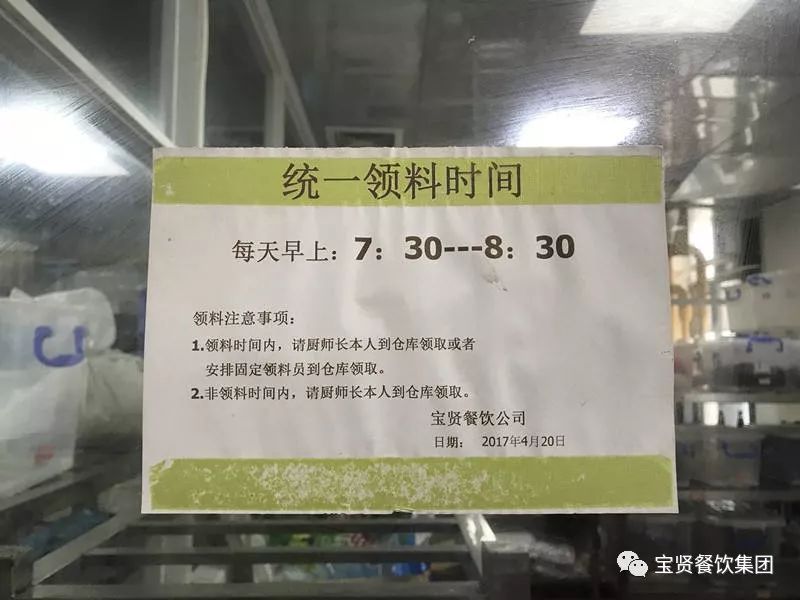 统一领料时间
每天早上：7：30---8：30
领料注意事项：
1.领料时间内，请厨师长本人到仓库领取或者
安排固定领料员到仓库领取。
2.非领料时间内，请厨师长本人到仓库领取。
宝贤餐饮公司
日期： 2017年4月20日
宝贤餐饮集团